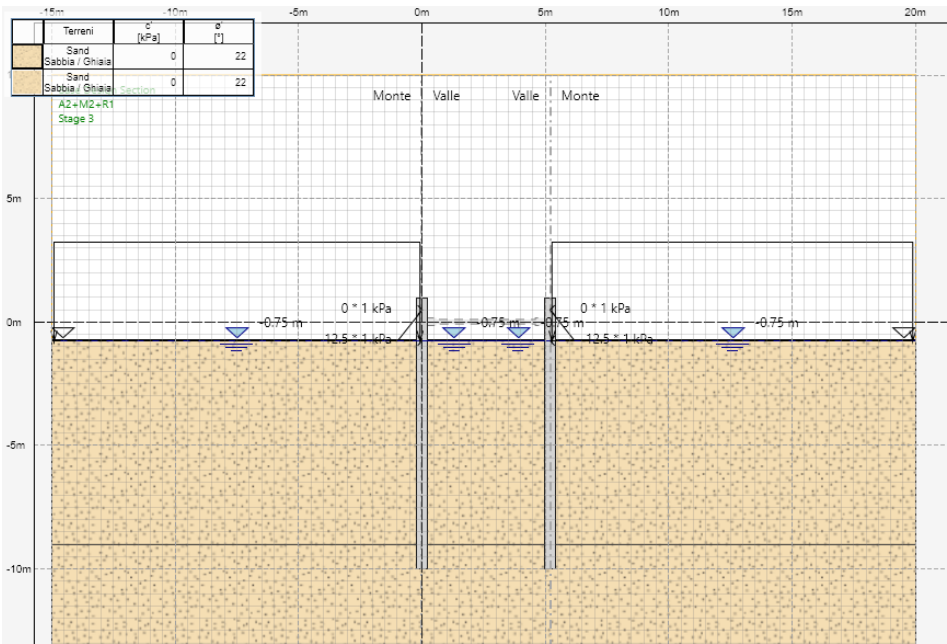 -15m -10m -5m 0m 5m 10m 15m 20m
Terreni c' [kPa] ø' [°]
Sand
Sabbia / Ghiaia 0 22
Sand
Sabbia / Ghiaia 0 22
Section
A2+M2+R1
Stage 3
Monte Valle Valle Monte
5m
0 * 1 kPa 0 * 1 kPa
0m -0.75 m -0.75 m -0.75 m -0.75 m
12.5 * 1 kPa 12.5 * 1 kPa
-5m
-10m